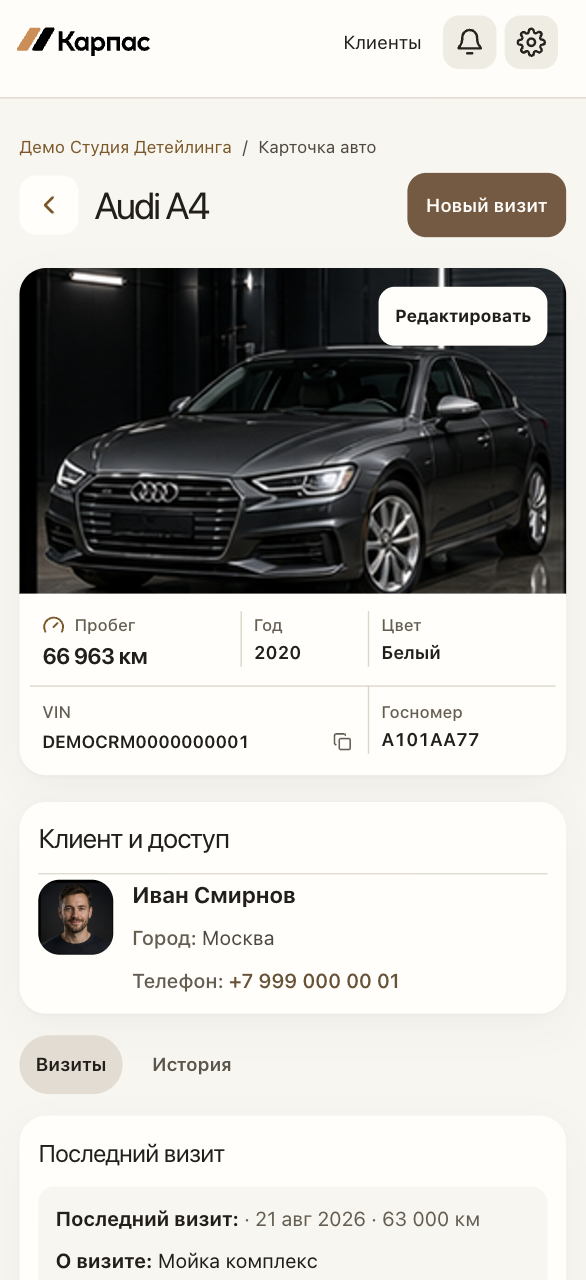 Карпас
Клиенты
Демо Студия Детейлинга / Карточка авто
Audi A4
Новый визит
Редактировать
Пробег
66 963 км
Год
2020
Цвет
Белый
VIN
DEMOCRM0000000001
Госномер
А101АА77
Клиент и доступ
Иван Смирнов
Город: Москва
Телефон: +7 999 000 00 01
Визиты
История
Последний визит
Последний визит: · 21 авг 2026 · 63 000 км
О визите: Мойка комплекс